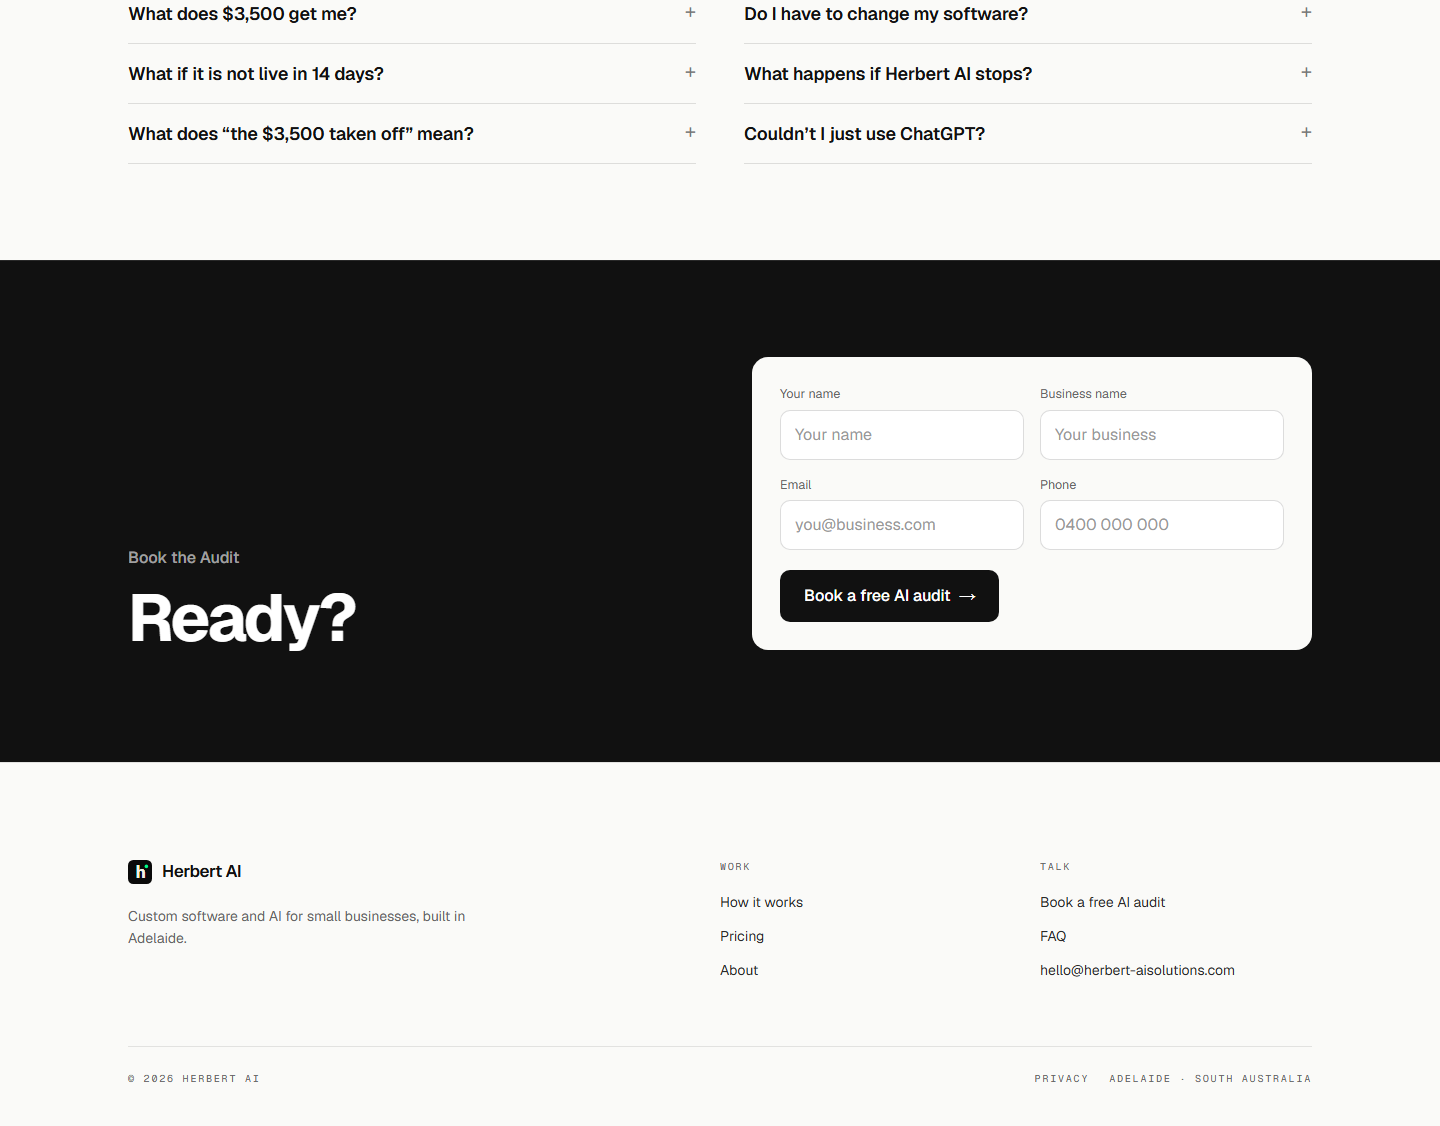 What does $3,500 get me? +
What if it is not live in 14 days? +
What does “the $3,500 taken off” mean? +
Do I have to change my software? +
What happens if Herbert AI stops? +
Couldn’t I just use ChatGPT? +
Book the Audit
Ready?
Your name
Your name
Business name
Your business
Email
you@business.com
Phone
0400 000 000
Book a free AI audit →
h
Herbert AI
Custom software and AI for small businesses, built in
Adelaide.
WORK
How it works
Pricing
About
TALK
Book a free AI audit
FAQ
hello@herbert-aisolutions.com
© 2026 HERBERT AI
PRIVACY ADELAIDE · SOUTH AUSTRALIA